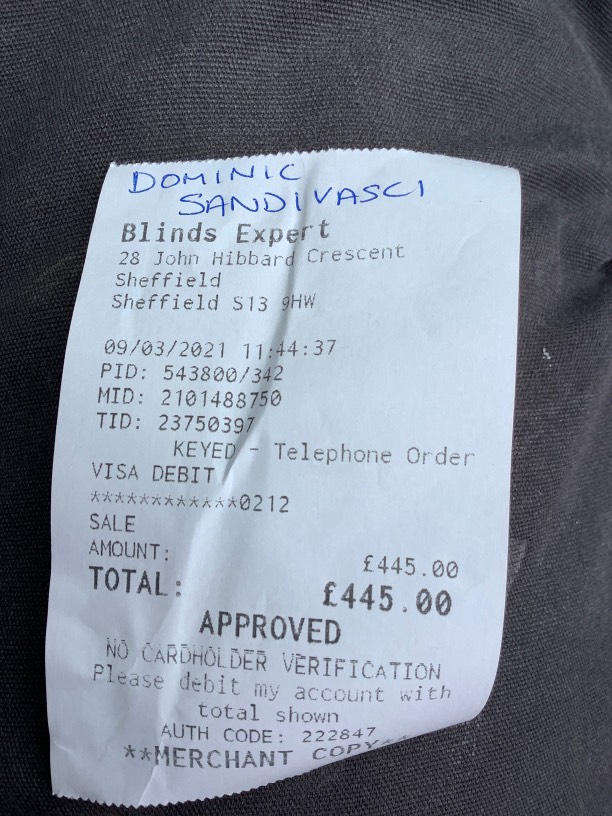 DOMINIC
SANDIVASCI
Blinds Expert
28 John Hibbard Crescent
Sheffield
Sheffield S13 9HW
09/03/2021 11:44:37
PID: 543800/342
MID: 2101488750
TID: 23750397
KEYED - Telephone Order
VISA DEBIT
************0212
SALE
AMOUNT: £445.00
TOTAL: £445.00
APPROVED
NO CARDHOLDER VERIFICATION
Please debit my account with
total shown
AUTH CODE: 222847
**MERCHANT COPY**